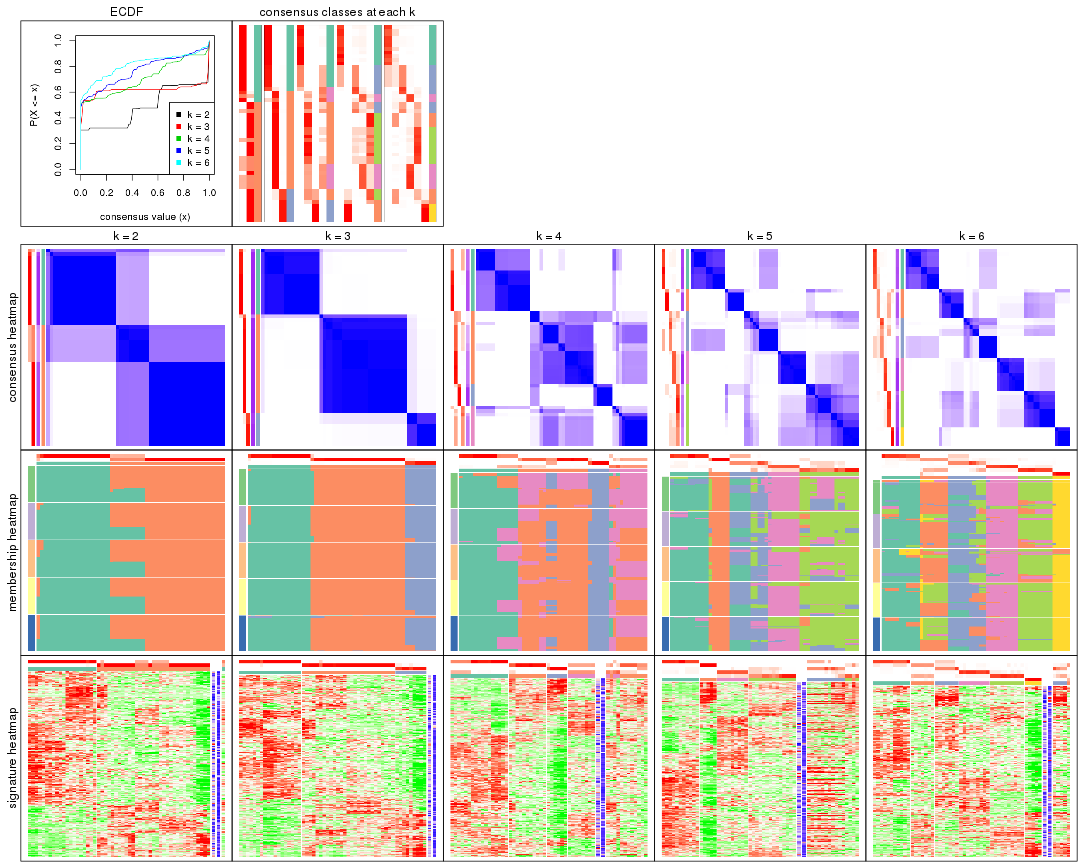 ECDF
consensus classes at each k
P(X <= x)
0.0 0.2 0.4 0.6 0.8 1.0
k = 2
k = 3
k = 4
k = 5
k = 6
0.0 0.2 0.4 0.6 0.8 1.0
consensus value (x)
k = 2 k = 3 k = 4 k = 5 k = 6
consensus heatmap
membership heatmap
signature heatmap